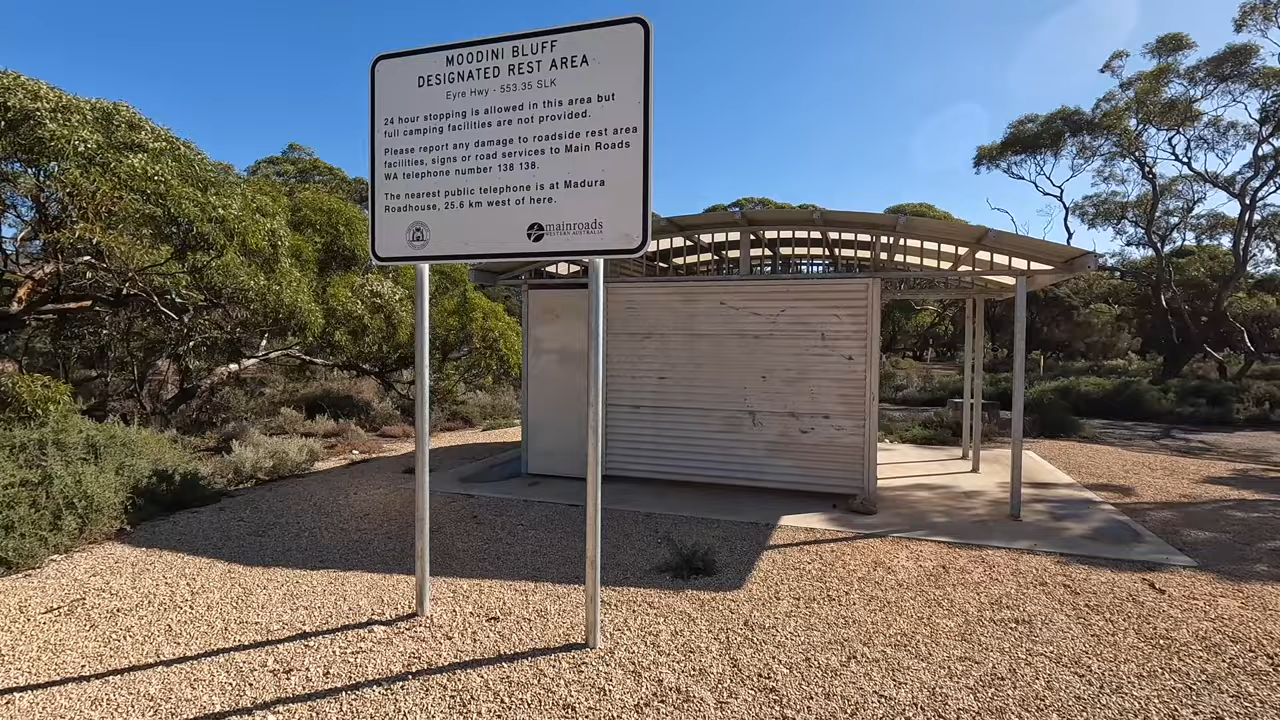 MOODINI BLUFF
DESIGNATED REST AREA
Eyre Hwy - 553.35 SLK
24 hour stopping is allowed in this area but
full camping facilities are not provided.
Please report any damage to roadside rest area
facilities, signs or road services to Main Roads
WA telephone number 138 138.
The nearest public telephone is at Madura
Roadhouse, 25.6 km west of here.
mainroads
WESTERN AUSTRALIA